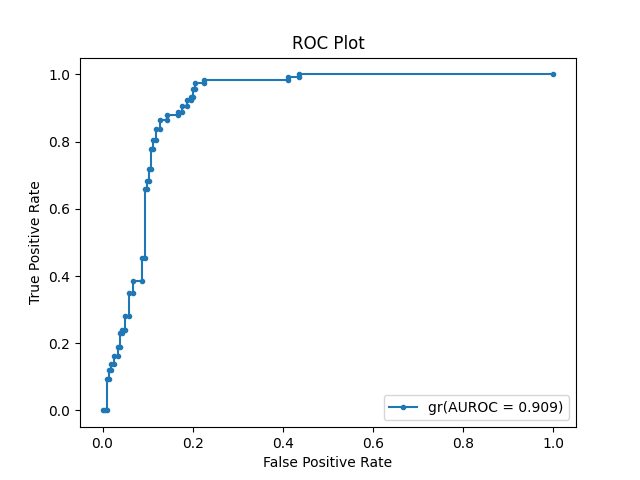 ROC Plot
1.0
0.8
0.6
0.4
0.2
0.0
True Positive Rate
0.0 0.2 0.4 0.6 0.8 1.0
False Positive Rate
gr(AUROC = 0.909)